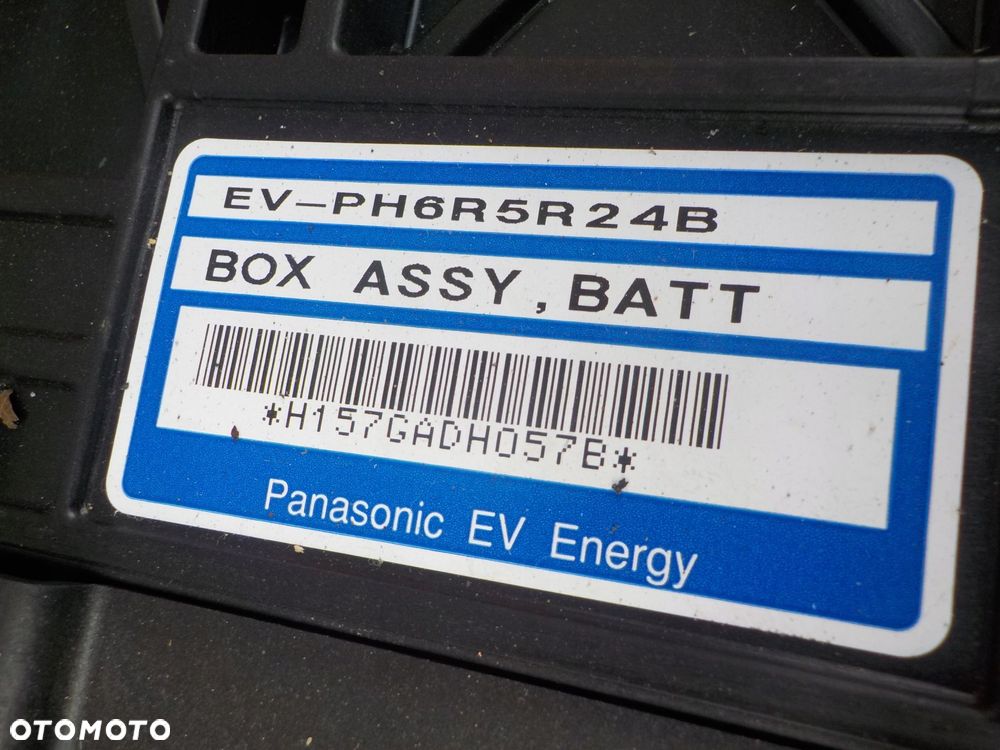 EV-PH6R5R24B
BOX ASSY,BATT
*H157GADH057B*
Panasonic EV Energy
OTOMOTO